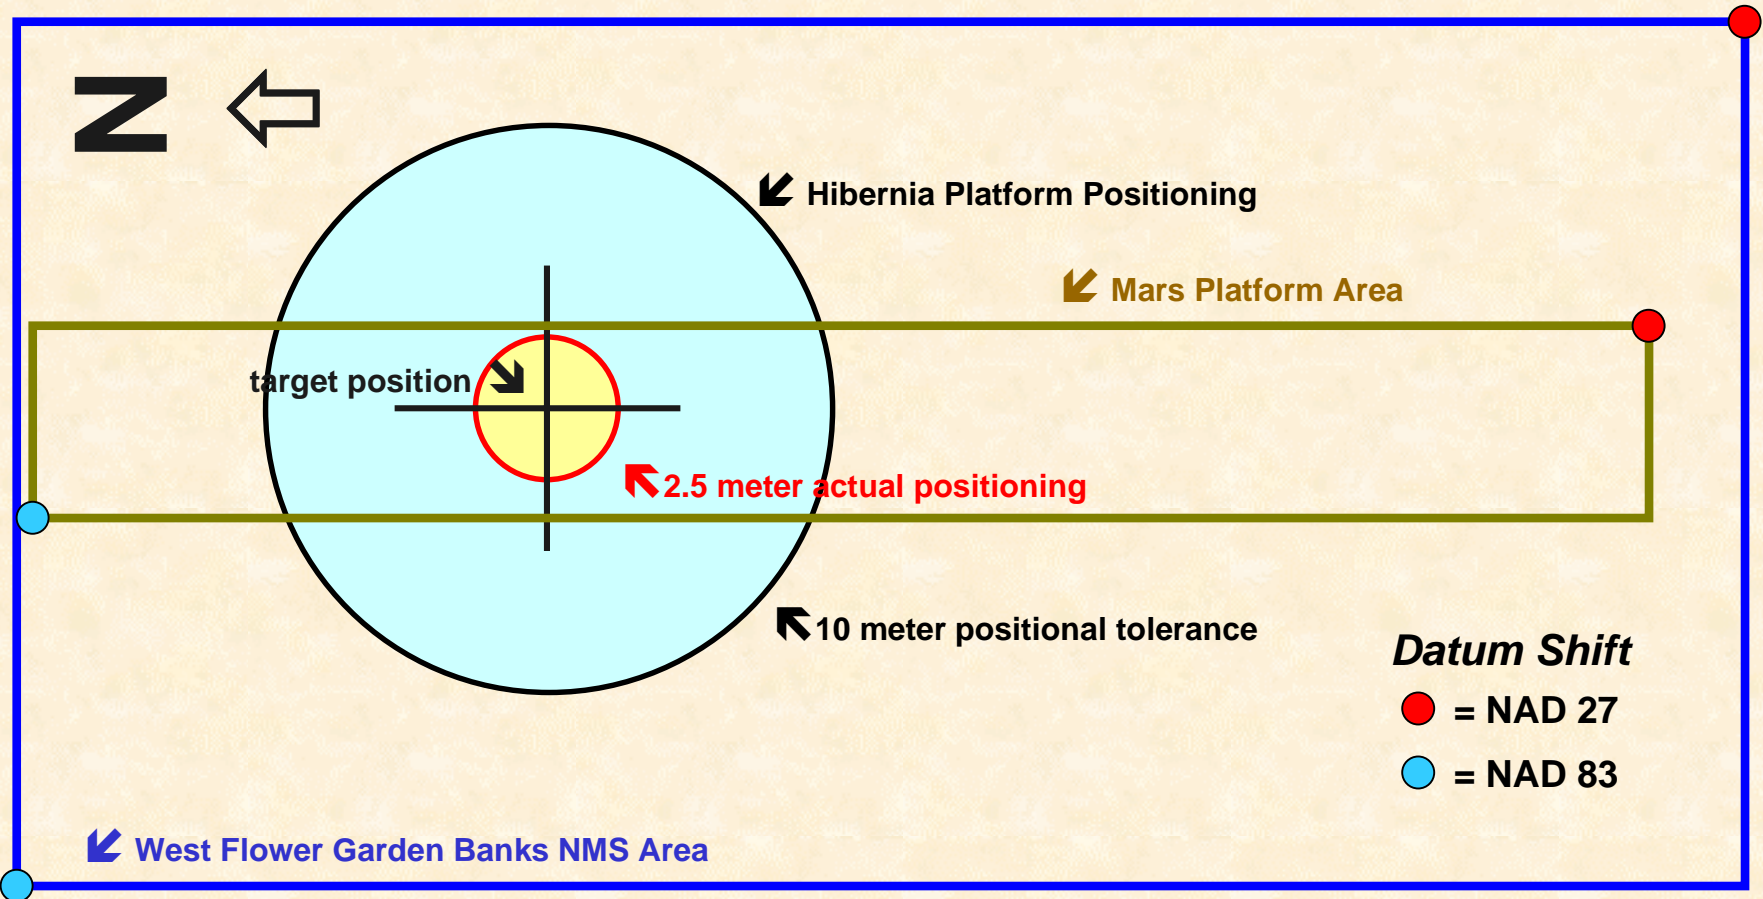 N
Hibernia Platform Positioning
Mars Platform Area
target position
2.5 meter actual positioning
10 meter positional tolerance
Datum Shift
= NAD 27
= NAD 83
West Flower Garden Banks NMS Area